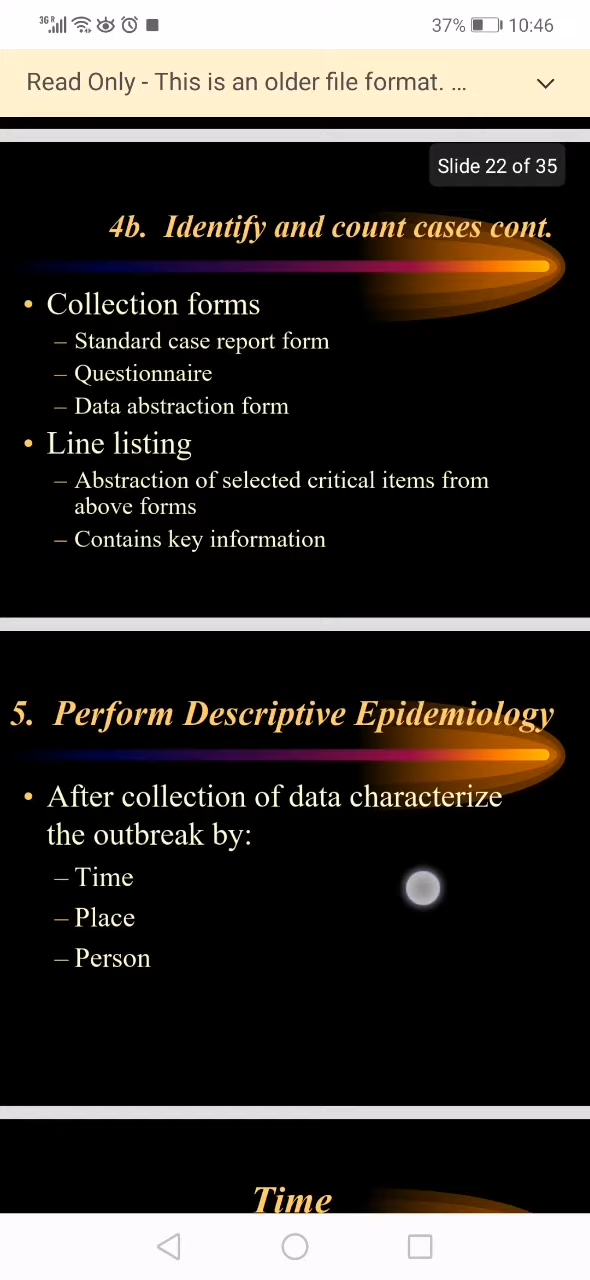 3G R 37% 10:46
Read Only - This is an older file format. ...
Slide 22 of 35
4b. Identify and count cases cont.
• Collection forms
– Standard case report form
– Questionnaire
– Data abstraction form
• Line listing
– Abstraction of selected critical items from
above forms
– Contains key information
5. Perform Descriptive Epidemiology
• After collection of data characterize
the outbreak by:
– Time
– Place
– Person
Time